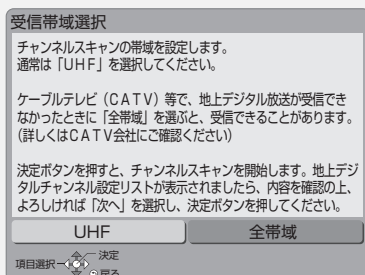 受信帯域選択
チャンネルスキャンの帯域を設定します。
通常は「UHF」を選択してください。
ケーブルテレビ（CATV）等で、地上デジタル放送が受信でき
なかったときに「全帯域」を選ぶと、受信できることがあります。
(詳しくはCATV会社にご確認ください)
決定ボタンを押すと、チャンネルスキャンを開始します。地上デジ
タルチャンネル設定リストが表示されましたら、内容を確認の上、
よろしければ「次へ」を選択し、決定ボタンを押してください。
UHF 全帯域
決定
項目選択
戻る